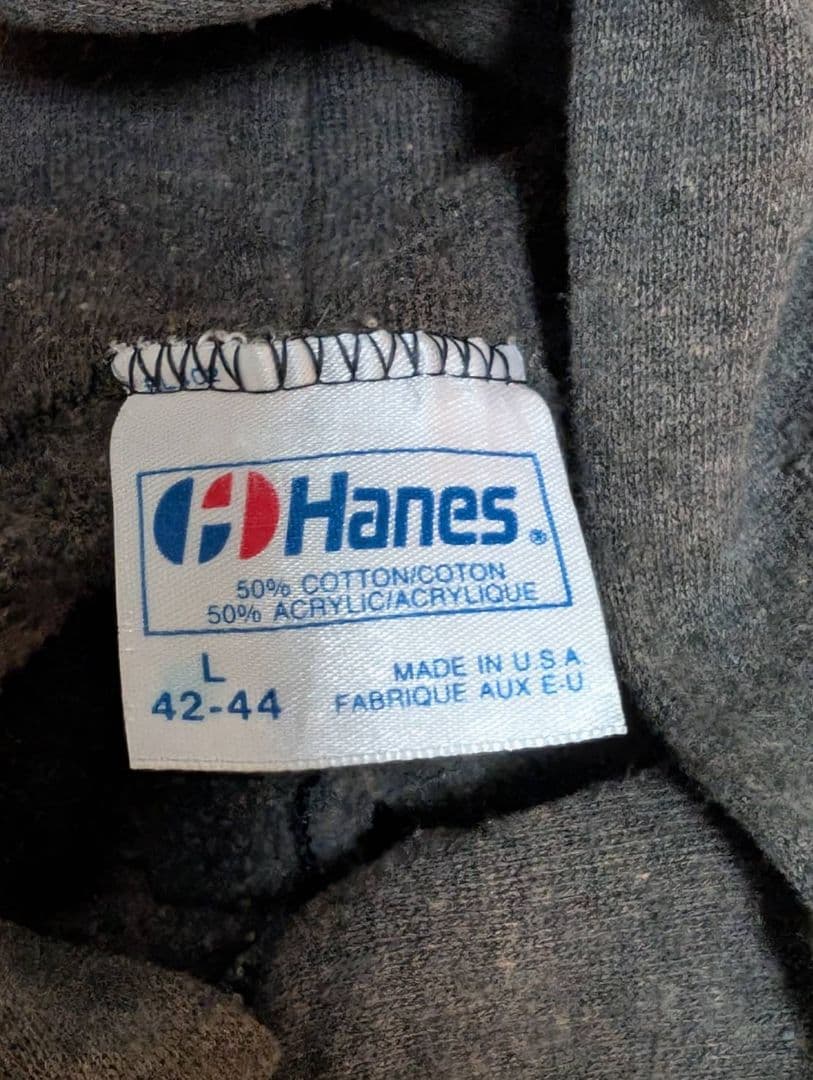 Hanes®
50% COTTON/COTON
50% ACRYLIC/ACRYLIQUE
L
42-44
MADE IN U.S.A
FABRIQUE AUX E-U